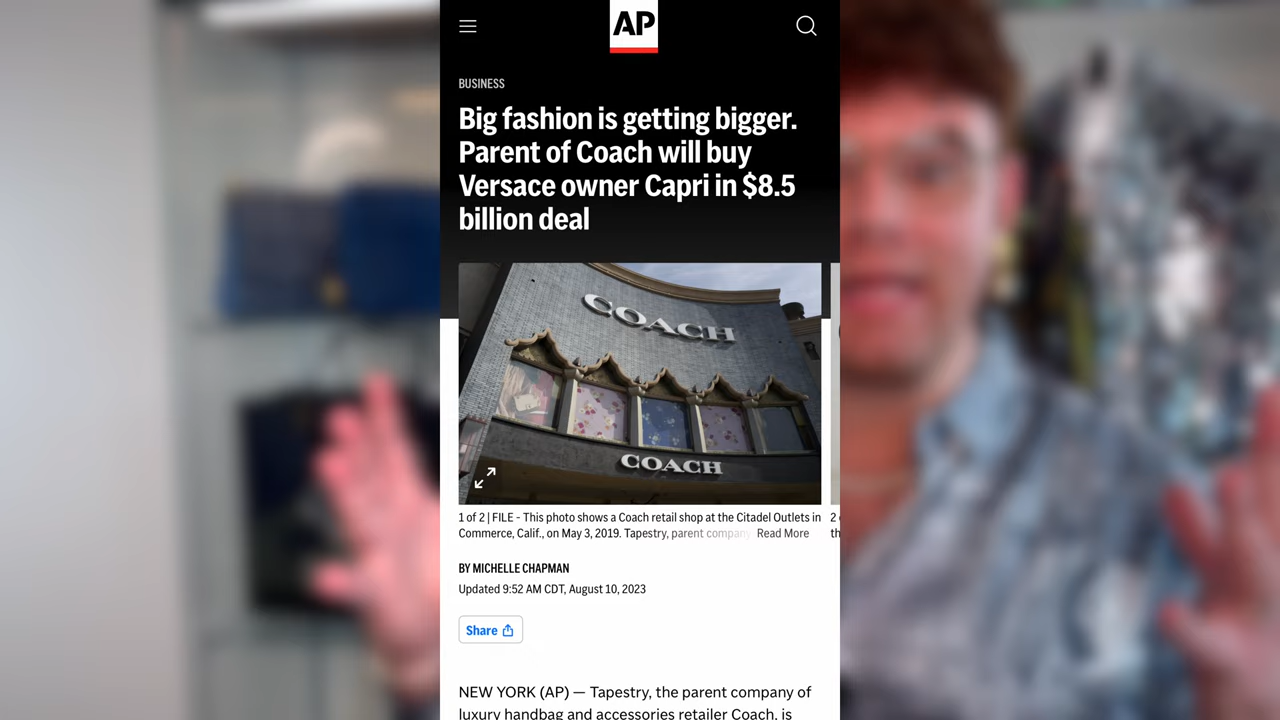 AP
BUSINESS
Big fashion is getting bigger.
Parent of Coach will buy
Versace owner Capri in $8.5
billion deal
COACH
COACH
1 of 2 | FILE - This photo shows a Coach retail shop at the Citadel Outlets in
Commerce, Calif., on May 3, 2019. Tapestry, parent company Read More
2
th
BY MICHELLE CHAPMAN
Updated 9:52 AM CDT, August 10, 2023
Share
NEW YORK (AP) — Tapestry, the parent company of
luxury handbag and accessories retailer Coach, is